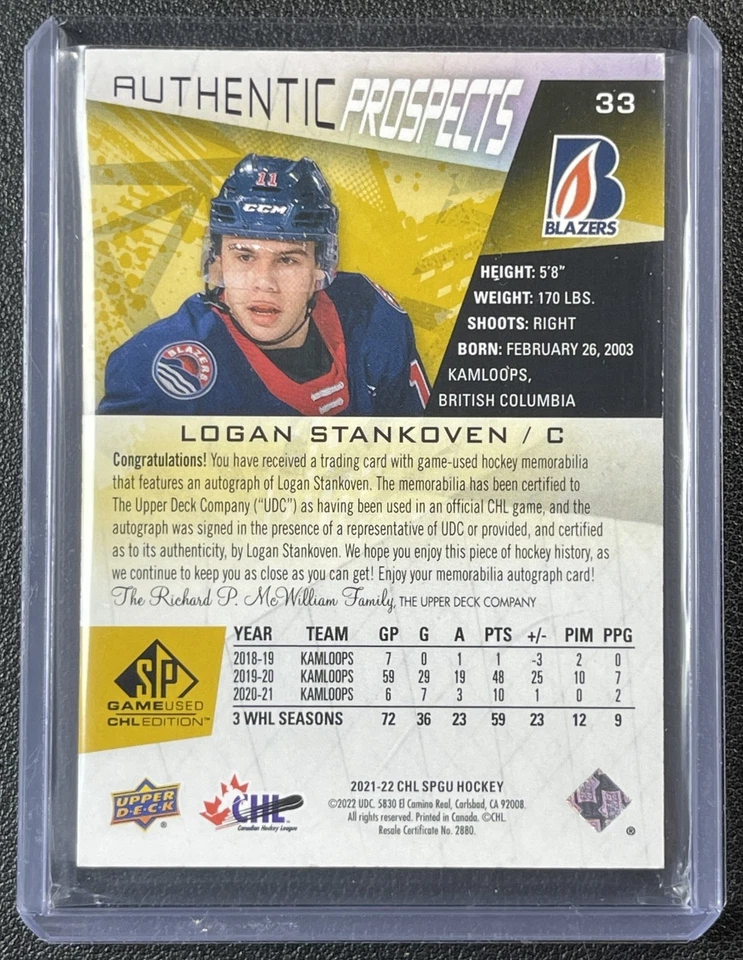 AUTHENTIC PROSPECTS
33
BLAZERS
11
CCM
BLAZERS
11
HEIGHT: 5'8"
WEIGHT: 170 LBS.
SHOOTS: RIGHT
BORN: FEBRUARY 26, 2003
KAMLOOPS,
BRITISH COLUMBIA
LOGAN STANKOVEN / C
Congratulations! You have received a trading card with game-used hockey memorabilia
that features an autograph of Logan Stankoven. The memorabilia has been certified to
The Upper Deck Company ("UDC") as having been used in an official CHL game, and the
autograph was signed in the presence of a representative of UDC or provided, and certified
as to its authenticity, by Logan Stankoven. We hope you enjoy this piece of hockey history, as
we continue to keep you as close as you can get! Enjoy your memorabilia autograph card!
The Richard P. McWilliam Family, THE UPPER DECK COMPANY
YEAR TEAM GP G A PTS +/- PIM PPG
2018-19 KAMLOOPS 7 0 1 1 -3 2 0
2019-20 KAMLOOPS 59 29 19 48 25 10 7
2020-21 KAMLOOPS 6 7 3 10 1 0 2
3 WHL SEASONS 72 36 23 59 23 12 9
SP
GAMEUSED
CHL EDITION™
UPPER
D·E·C·K
®
CHL
Canadian Hockey League
2021-22 CHL SPGU HOCKEY
©2022 UDC. 5830 El Camino Real, Carlsbad, CA 92008.
All rights reserved. Printed in Canada. ©CHL.
Resale Certificate No. 2880.
®